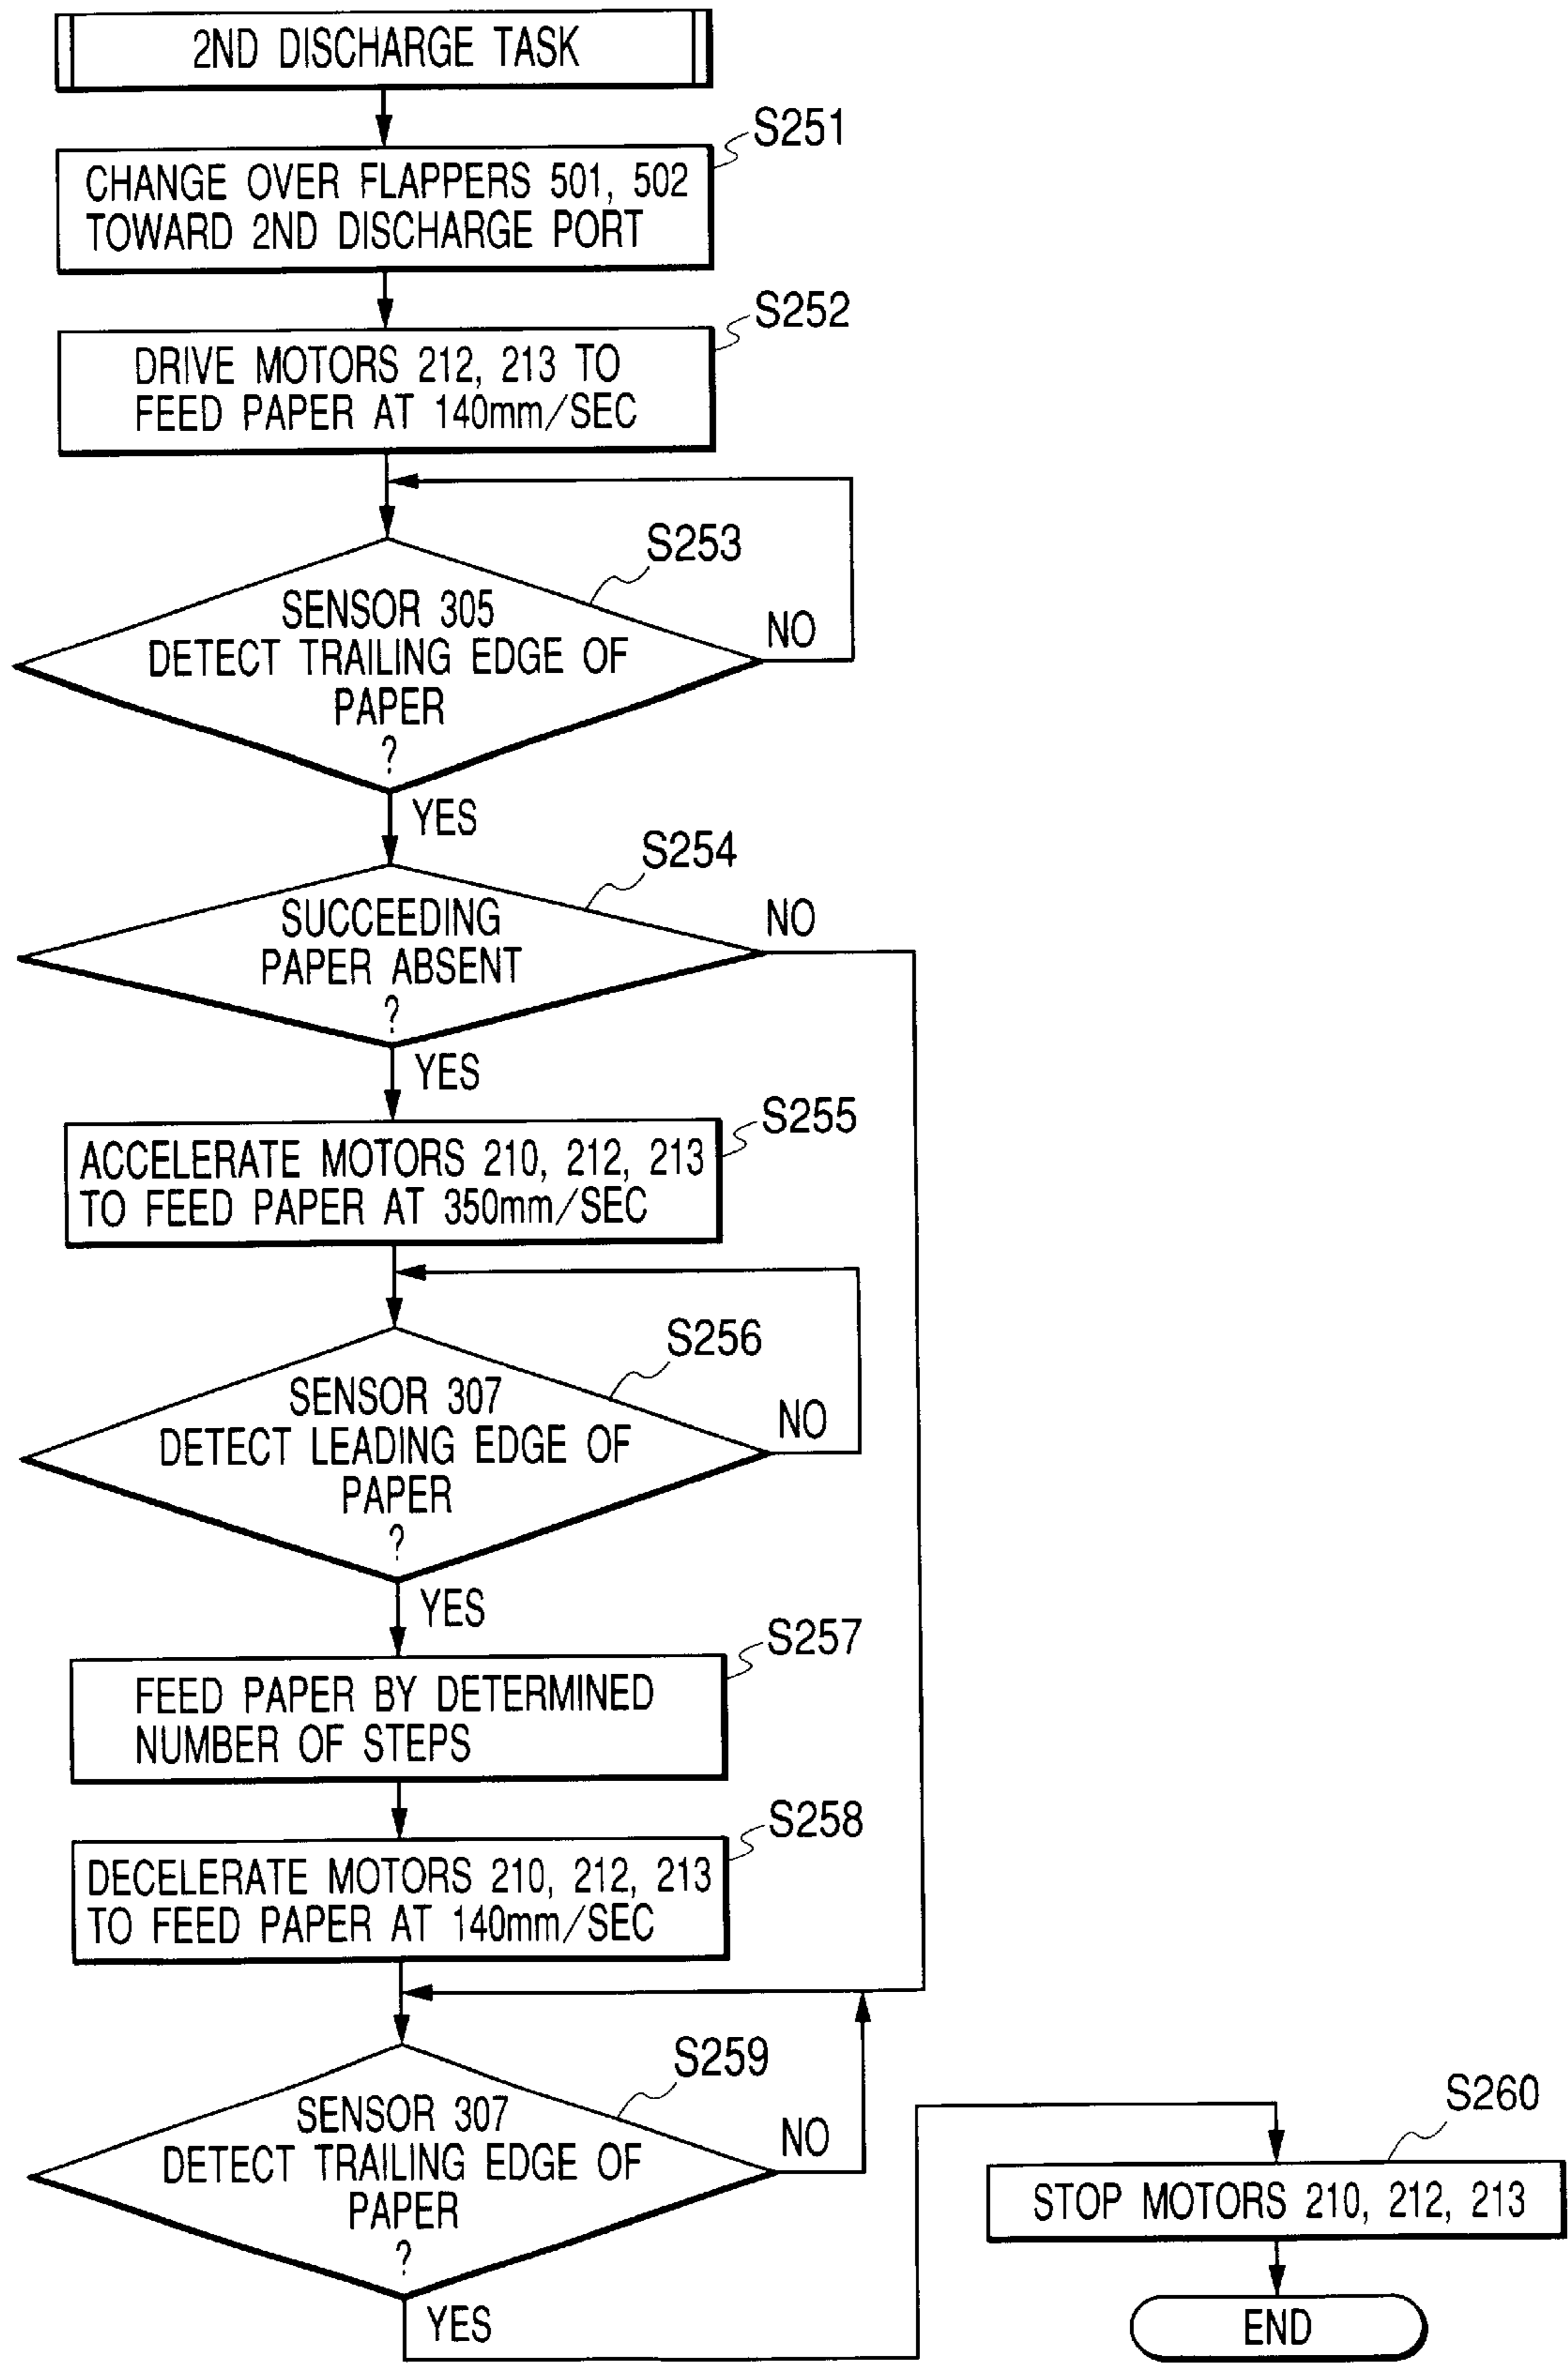 2ND DISCHARGE TASK
S251
CHANGE OVER FLAPPERS 501, 502
TOWARD 2ND DISCHARGE PORT
S252
DRIVE MOTORS 212, 213 TO
FEED PAPER AT 140mm/SEC
S253
SENSOR 305
DETECT TRAILING EDGE OF
PAPER
?
NO
YES
S254
SUCCEEDING
PAPER ABSENT
?
NO
YES
S255
ACCELERATE MOTORS 210, 212, 213
TO FEED PAPER AT 350mm/SEC
S256
SENSOR 307
DETECT LEADING EDGE OF
PAPER
?
NO
YES
S257
FEED PAPER BY DETERMINED
NUMBER OF STEPS
S258
DECELERATE MOTORS 210, 212, 213
TO FEED PAPER AT 140mm/SEC
S259
SENSOR 307
DETECT TRAILING EDGE OF
PAPER
?
NO
YES
S260
STOP MOTORS 210, 212, 213
END